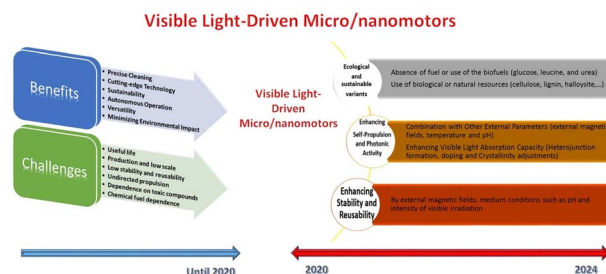 Visible Light-Driven Micro/nanomotors
Benefits
• Precise Cleaning
• Cutting-edge Technology
• Sustainability
• Autonomous Operation
• Versatility
• Minimizing Environmental Impact
Challenges
• Useful life
• Production and low scale
• Low stability and reusability
• Undirected propulsion
• Dependence on toxic compounds
• Chemical fuel dependence
Until 2020
Visible Light-
Driven
Micro/nanomotors
Ecological
and
sustainable
variants
Absence of fuel or use of the biofuels (glucose, leucine, and urea)
Use of biological or natural resources (cellulose, lignin, halloysite,...)
Enhancing
Self-Propulsion
and Photonic
Activity
Combination with Other External Parameters (external magnetic
fields, temperature and pH)
Enhancing Visible Light Absorption Capacity (Heterojunction
formation, doping and Crystallinity adjustments)
Enhancing
Stability and
Reusability
By external magnetic fields, medium conditions such as pH and
intensity of visible irradiation
2020
2024